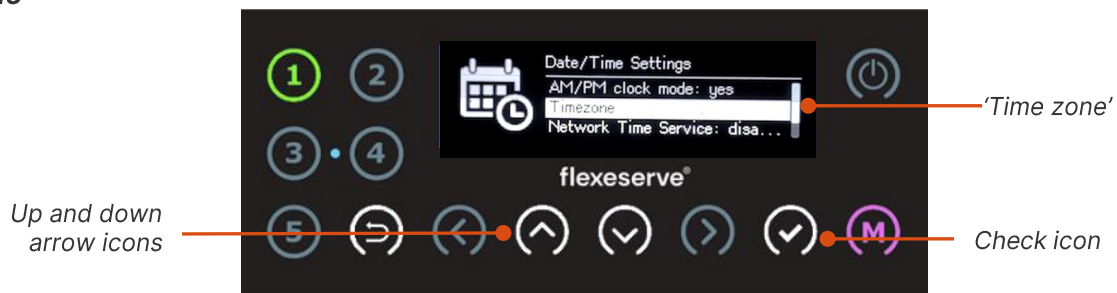 1 2
Date/Time Settings
AM/PM clock mode: yes
Timezone
Network Time Service: disa...
'Time zone'
3 4
flexeserve®
Up and down
arrow icons
5 M
Check icon